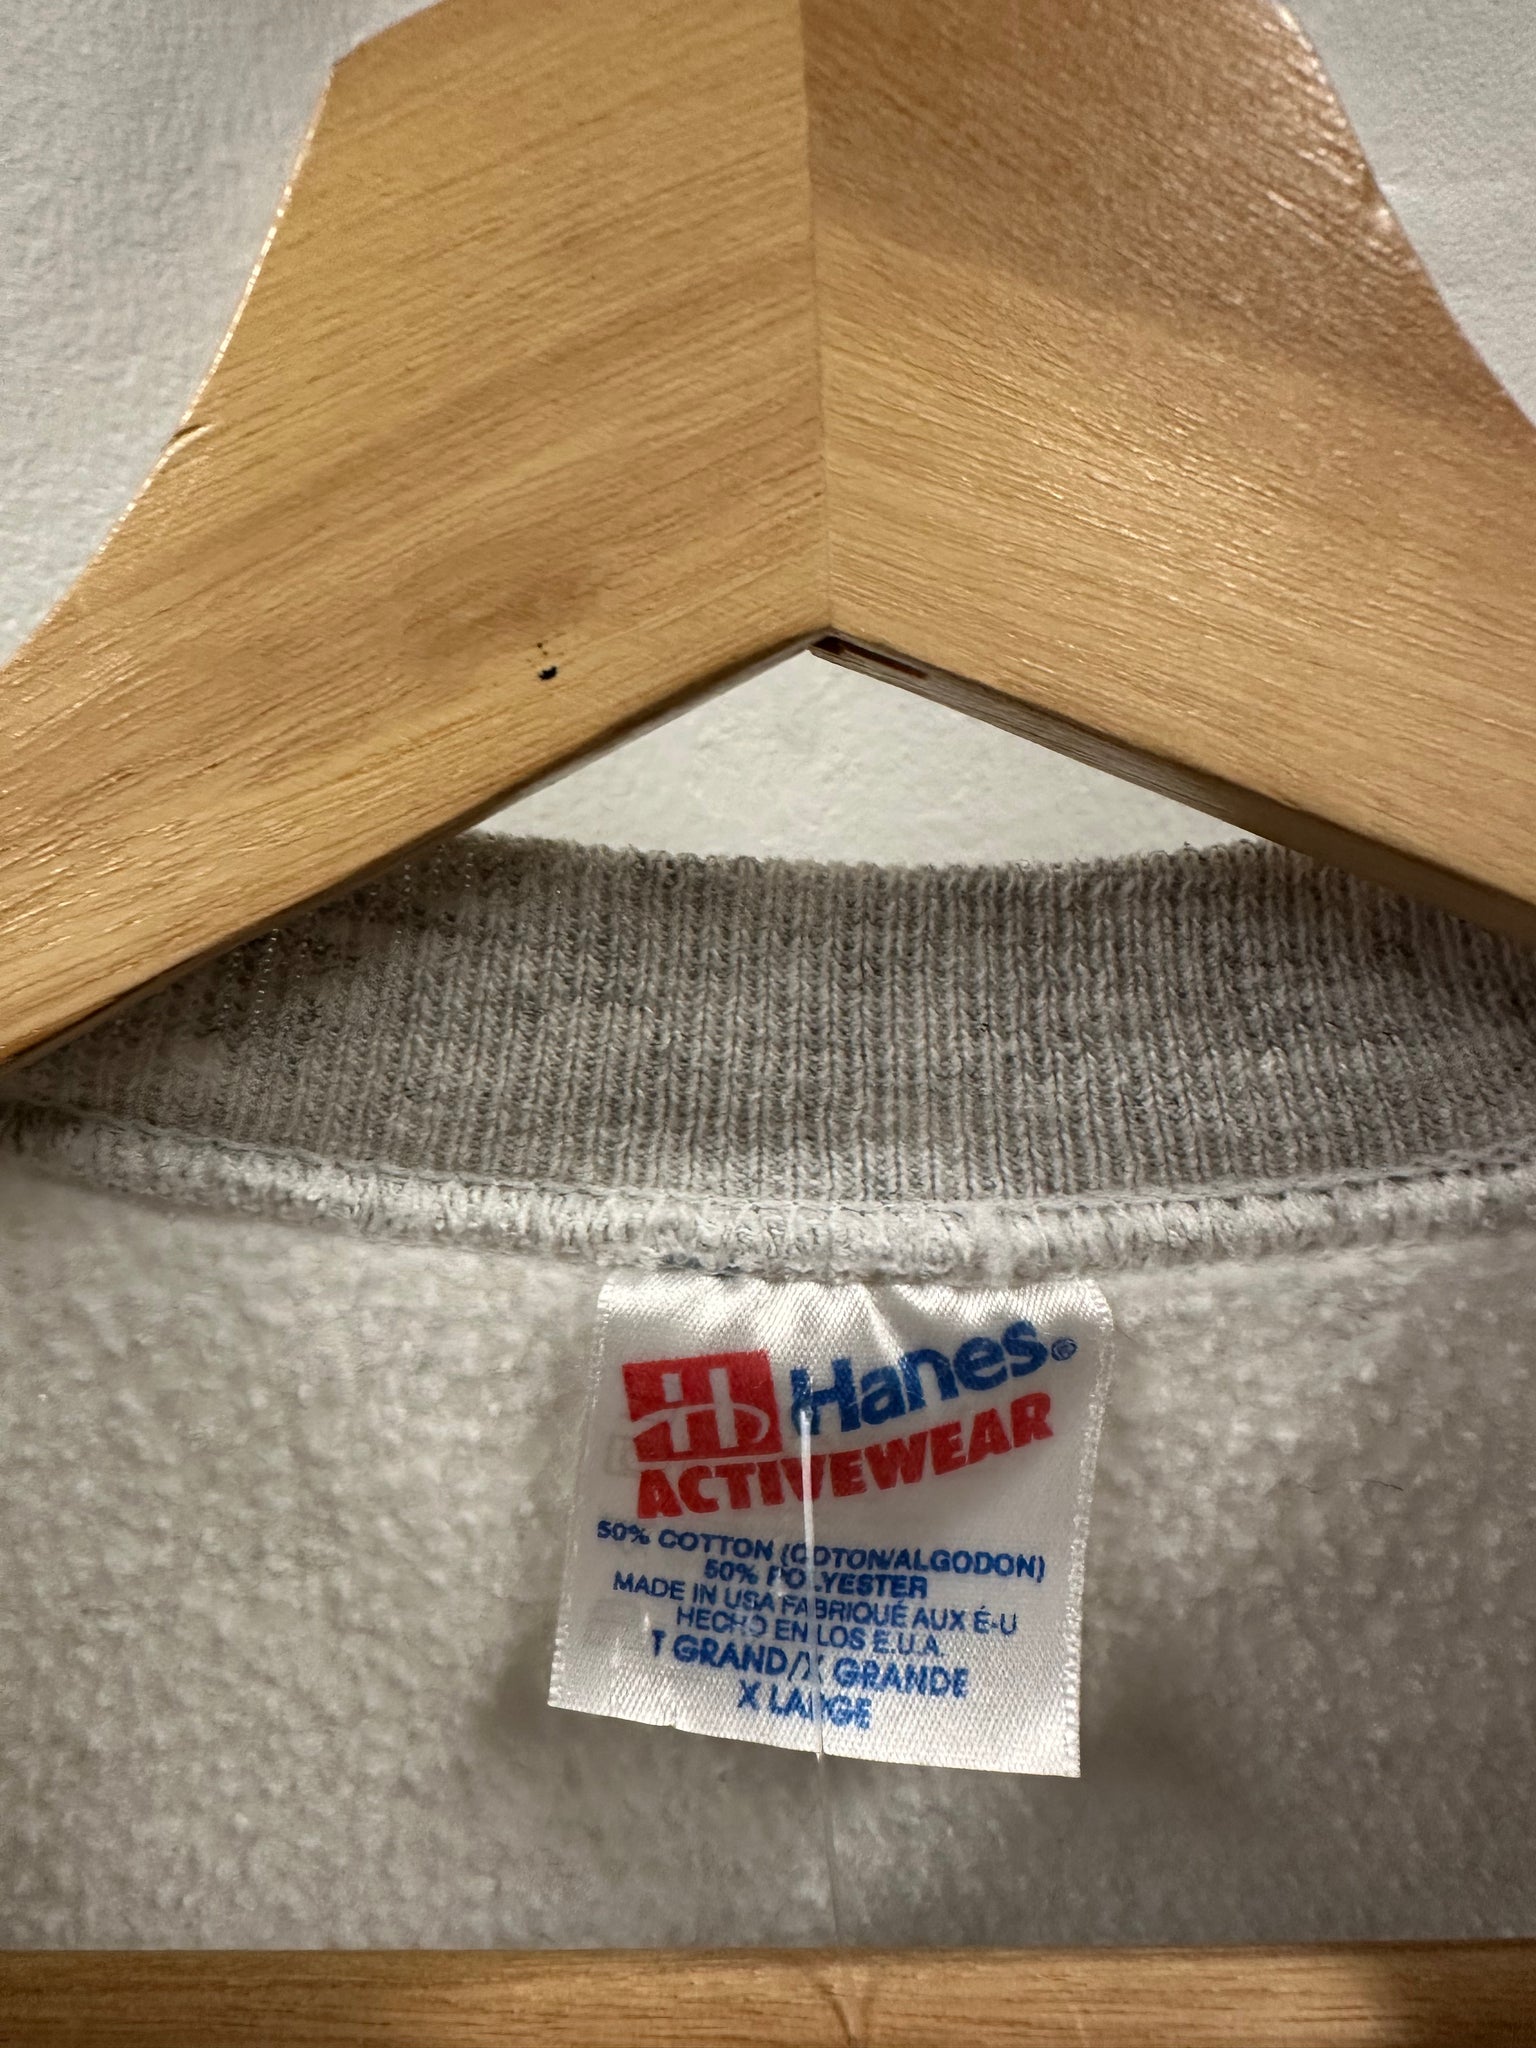 Hanes®
ACTIVEWEAR
50% COTTON (COTON/ALGODON)
50% POLYESTER
MADE IN USA FABRIQUÉ AUX É-U
HECHO EN LOS E.U.A.
T GRAND/X GRANDE
X LARGE